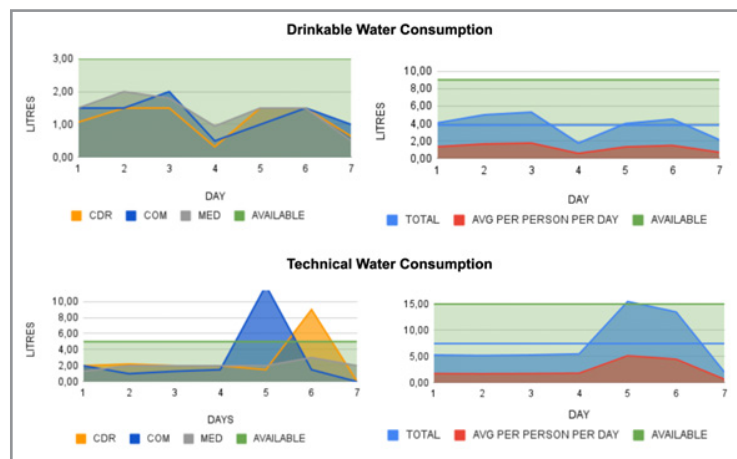 Drinkable Water Consumption
3,00
2,00
1,00
0,00
LITRES
1 2 3 4 5 6 7
DAY
CDR COM MED AVAILABLE
10,00
8,00
6,00
4,00
2,00
0,00
LITRES
1 2 3 4 5 6 7
DAY
TOTAL AVG PER PERSON PER DAY AVAILABLE
Technical Water Consumption
10,00
8,00
6,00
4,00
2,00
0,00
LITRES
1 2 3 4 5 6 7
DAYS
CDR COM MED AVAILABLE
15,00
10,00
5,00
0,00
LITRES
1 2 3 4 5 6 7
DAY
TOTAL AVG PER PERSON PER DAY AVAILABLE